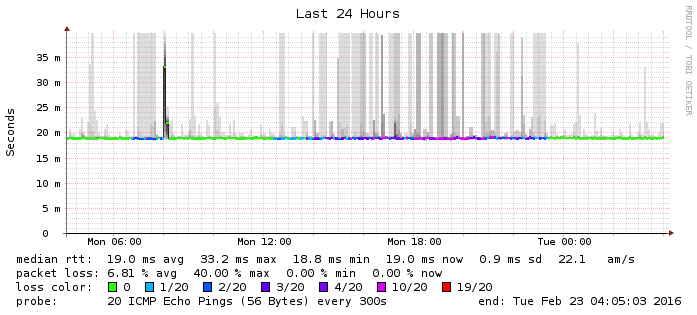 Last 24 Hours
RRDTOOL / TOBI OETIKER
Seconds
35 m
30 m
25 m
20 m
15 m
10 m
5 m
0
Mon 06:00 Mon 12:00 Mon 18:00 Tue 00:00
median rtt: 19.0 ms avg 33.2 ms max 18.8 ms min 19.0 ms now 0.9 ms sd 22.1 am/s
packet loss: 6.81 % avg 40.00 % max 0.00 % min 0.00 % now
loss color: 0 1/20 2/20 3/20 4/20 10/20 19/20
probe: 20 ICMP Echo Pings (56 Bytes) every 300s end: Tue Feb 23 04:05:03 2016